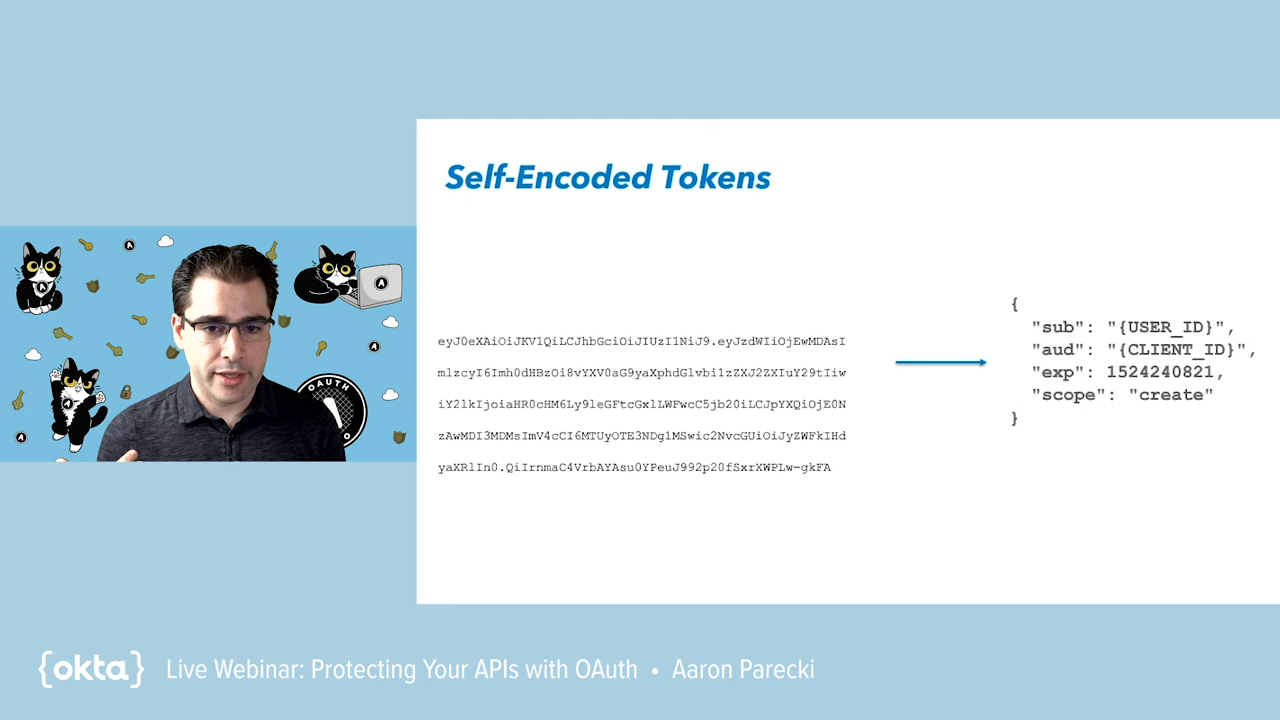 Self-Encoded Tokens
eyJ0eXAiOiJKV1QiLCJhbGciOiJIUzI1NiJ9.eyJzdWIiOjEwMDAsI
mlzcyI6Imh0dHBzOi8vYXV0aG9yaXphdGlvbi1zZXJ2ZXIuY29tIiw
iY2lkIjoiaHR0cHM6Ly9leGFtcGxlLWFwcC5jb20iLCJpYXQiOjE0N
zAwMDI3MDMsImV4cCI6MTUyOTE3NDg1MSwic2NvcGUiOiJyZWFkIHd
yaXRlIn0.QiIrnmaC4VrbAYAsu0YPeuJ992p20fSxrXWPLw-gkFA
{
"sub": "{USER_ID}",
"aud": "{CLIENT_ID}",
"exp": 1524240821,
"scope": "create"
}
OAUTH
{okta} Live Webinar: Protecting Your APIs with OAuth • Aaron Parecki